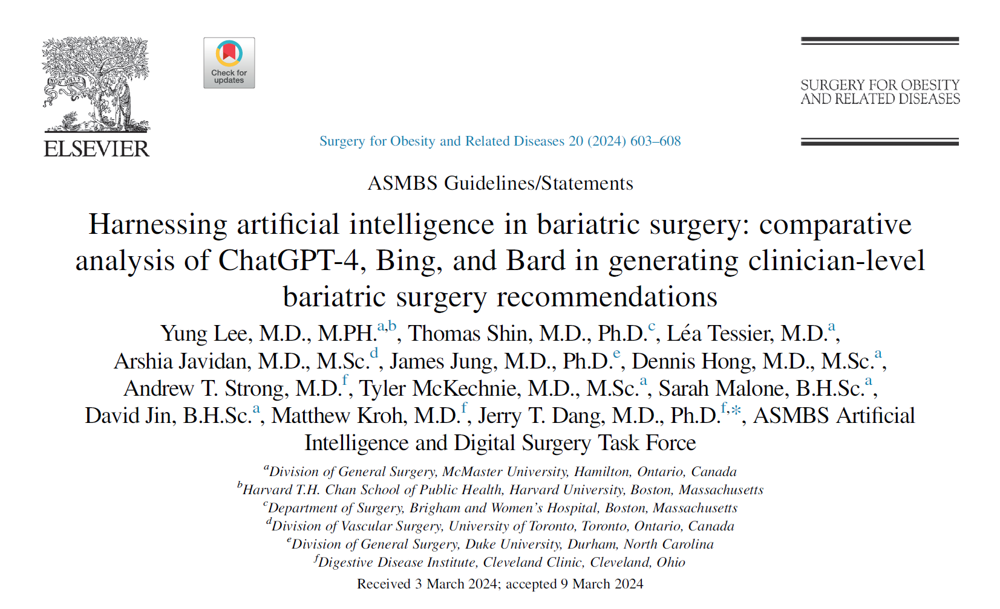 NON SOLUS
ELSEVIER
Check for
updates
SURGERY FOR OBESITY
AND RELATED DISEASES
Surgery for Obesity and Related Diseases 20 (2024) 603–608
ASMBS Guidelines/Statements
Harnessing artificial intelligence in bariatric surgery: comparative
analysis of ChatGPT-4, Bing, and Bard in generating clinician-level
bariatric surgery recommendations
Yung Lee, M.D., M.PH.a,b, Thomas Shin, M.D., Ph.D.c, Léa Tessier, M.D.a,
Arshia Javidan, M.D., M.Sc.d, James Jung, M.D., Ph.D.e, Dennis Hong, M.D., M.Sc.a,
Andrew T. Strong, M.D.f, Tyler McKechnie, M.D., M.Sc.a, Sarah Malone, B.H.Sc.a,
David Jin, B.H.Sc.a, Matthew Kroh, M.D.f, Jerry T. Dang, M.D., Ph.D.f,*, ASMBS Artificial
Intelligence and Digital Surgery Task Force
aDivision of General Surgery, McMaster University, Hamilton, Ontario, Canada
bHarvard T.H. Chan School of Public Health, Harvard University, Boston, Massachusetts
cDepartment of Surgery, Brigham and Women's Hospital, Boston, Massachusetts
dDivision of Vascular Surgery, University of Toronto, Toronto, Ontario, Canada
eDivision of General Surgery, Duke University, Durham, North Carolina
fDigestive Disease Institute, Cleveland Clinic, Cleveland, Ohio
Received 3 March 2024; accepted 9 March 2024